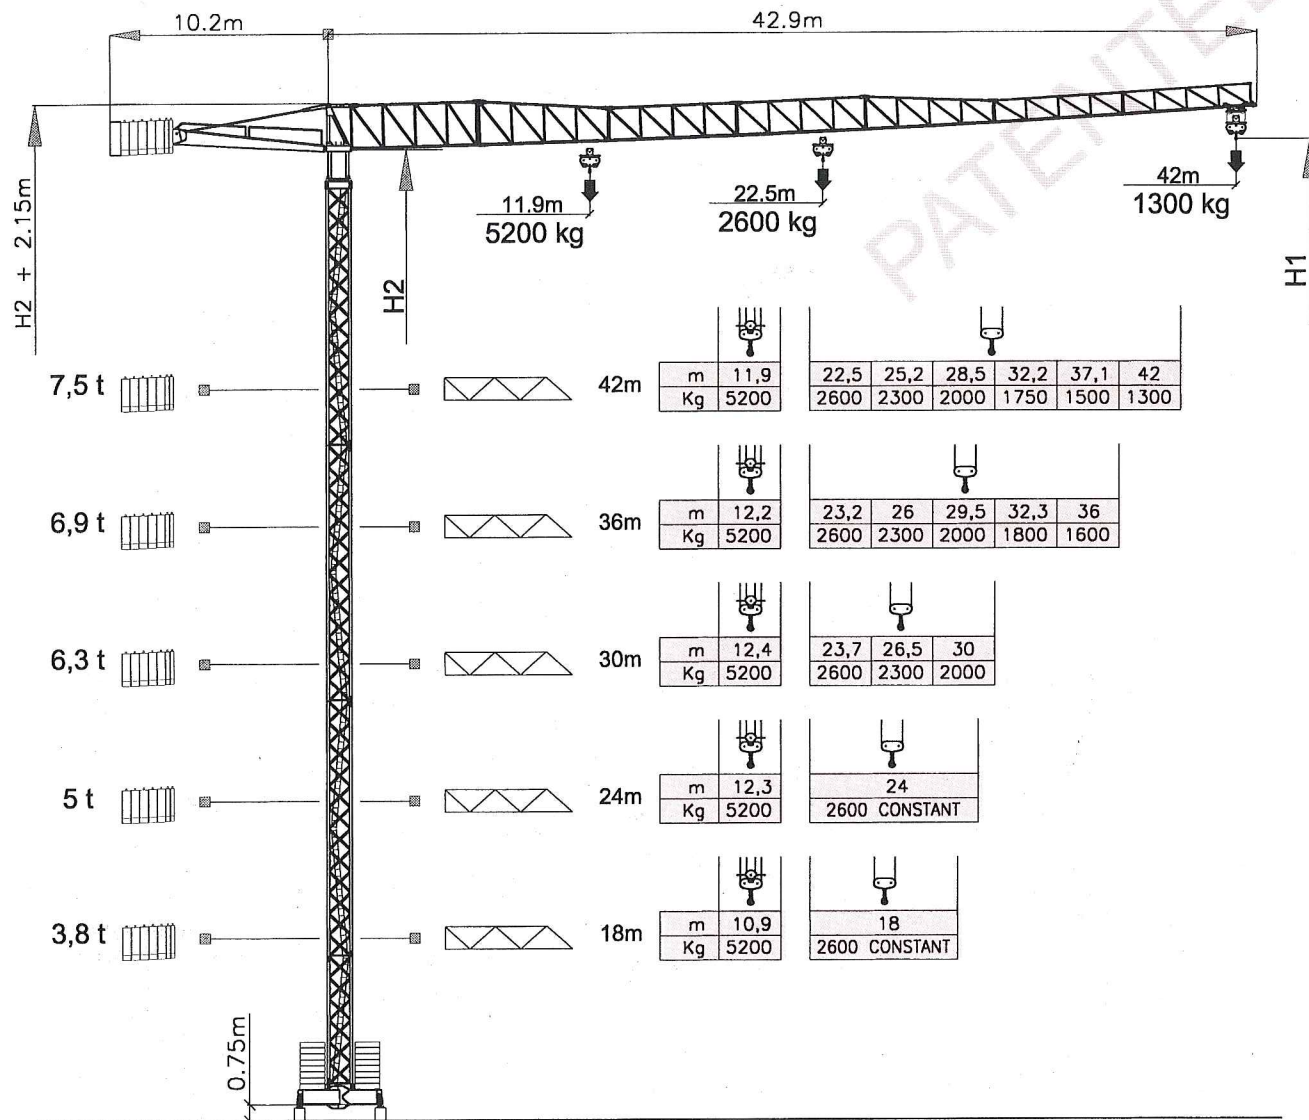 PATENTED
10.2m 42.9m
H2 + 2.15m
H2
H1
11.9m
5200 kg
22.5m
2600 kg
42m
1300 kg
7,5 t 42m
m 11,9 22,5 25,2 28,5 32,2 37,1 42
Kg 5200 2600 2300 2000 1750 1500 1300
6,9 t 36m
m 12,2 23,2 26 29,5 32,3 36
Kg 5200 2600 2300 2000 1800 1600
6,3 t 30m
m 12,4 23,7 26,5 30
Kg 5200 2600 2300 2000
5 t 24m
m 12,3 24
Kg 5200 2600 CONSTANT
3,8 t 18m
m 10,9 18
Kg 5200 2600 CONSTANT
0.75m